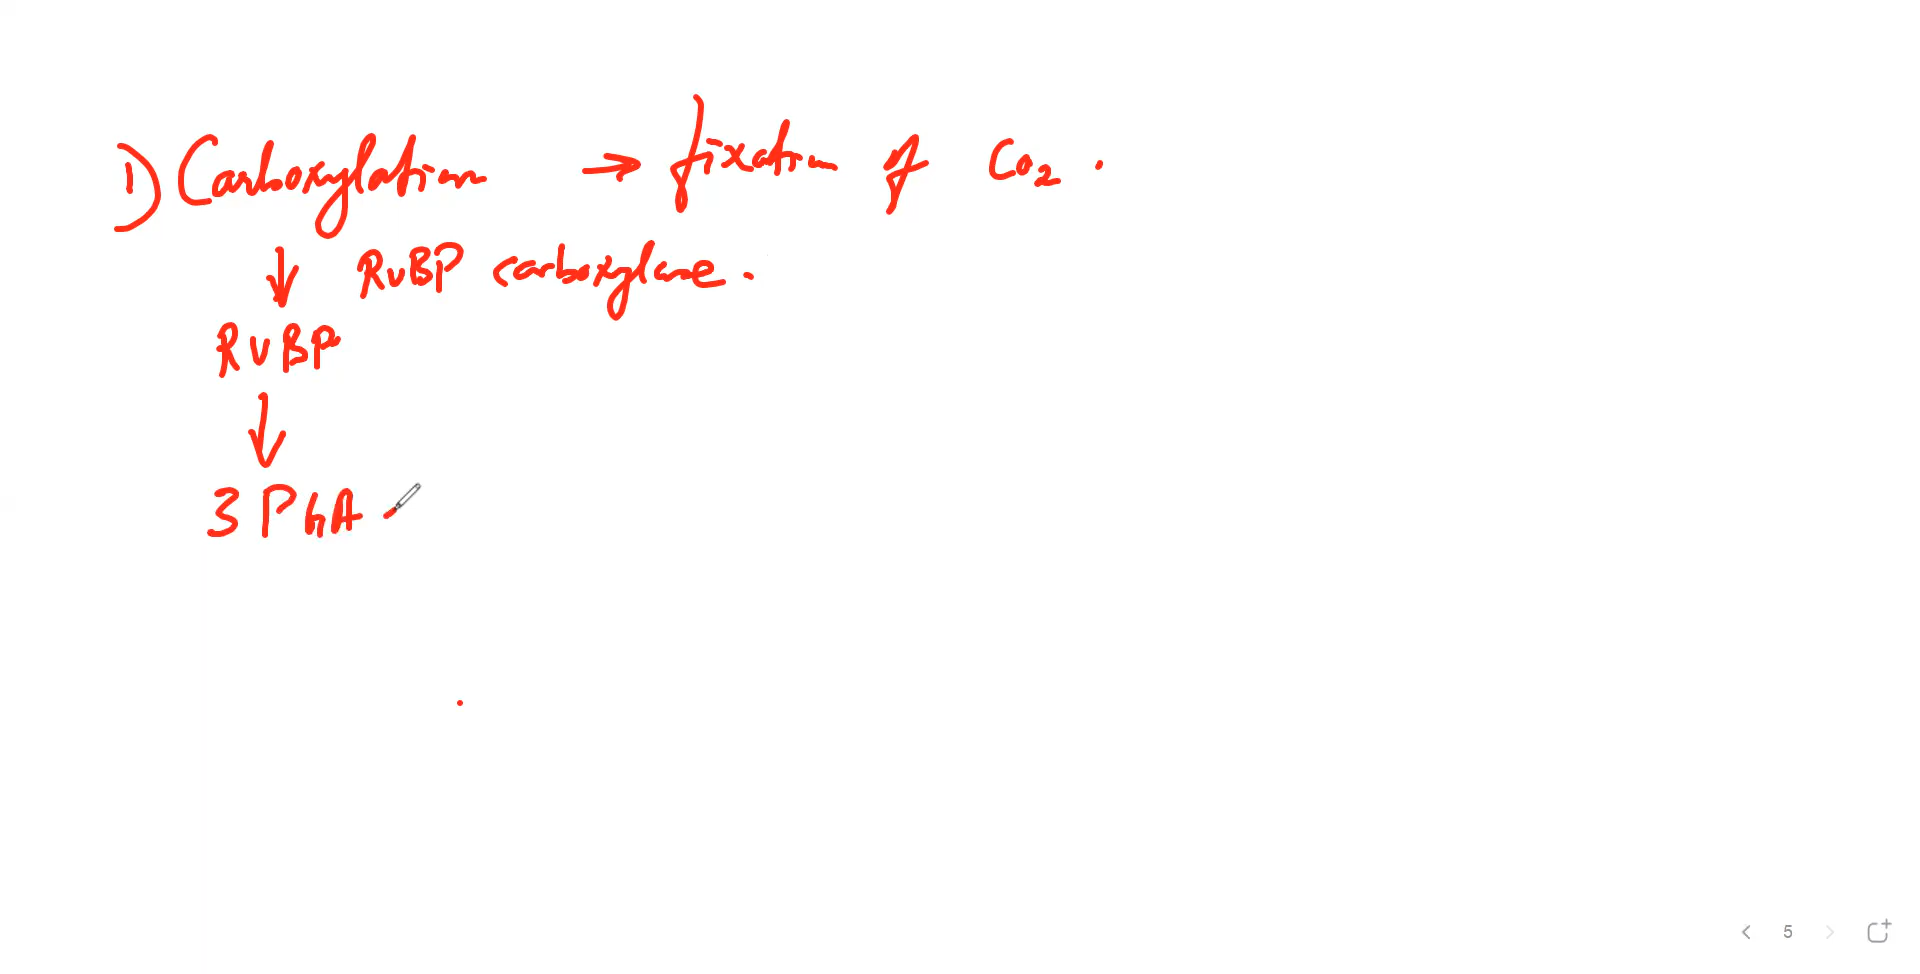 1) Carboxylation → fixation of CO2 .
↓ RuBP carboxylase .
RuBP
↓
3 PGA
5